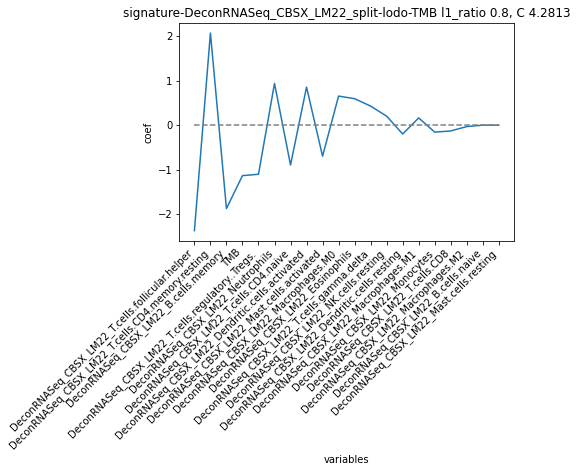 signature-DeconRNASeq_CBSX_LM22_split-lodo-TMB l1_ratio 0.8, C 4.2813
2
1
0
−1
−2
coef
DeconRNASeq_CBSX_LM22_T.cells.follicular.helper
DeconRNASeq_CBSX_LM22_T.cells.CD4.memory.resting
DeconRNASeq_CBSX_LM22_B.cells.memory
TMB
DeconRNASeq_CBSX_LM22_T.cells.regulatory..Tregs.
DeconRNASeq_CBSX_LM22_Neutrophils
DeconRNASeq_CBSX_LM22_T.cells.CD4.naive
DeconRNASeq_CBSX_LM22_Dendritic.cells.activated
DeconRNASeq_CBSX_LM22_Mast.cells.activated
DeconRNASeq_CBSX_LM22_Macrophages.M0
DeconRNASeq_CBSX_LM22_Eosinophils
DeconRNASeq_CBSX_LM22_T.cells.gamma.delta
DeconRNASeq_CBSX_LM22_NK.cells.resting
DeconRNASeq_CBSX_LM22_Dendritic.cells.resting
DeconRNASeq_CBSX_LM22_Macrophages.M1
DeconRNASeq_CBSX_LM22_Monocytes
DeconRNASeq_CBSX_LM22_T.cells.CD8
DeconRNASeq_CBSX_LM22_Macrophages.M2
DeconRNASeq_CBSX_LM22_B.cells.naive
DeconRNASeq_CBSX_LM22_Mast.cells.resting
variables